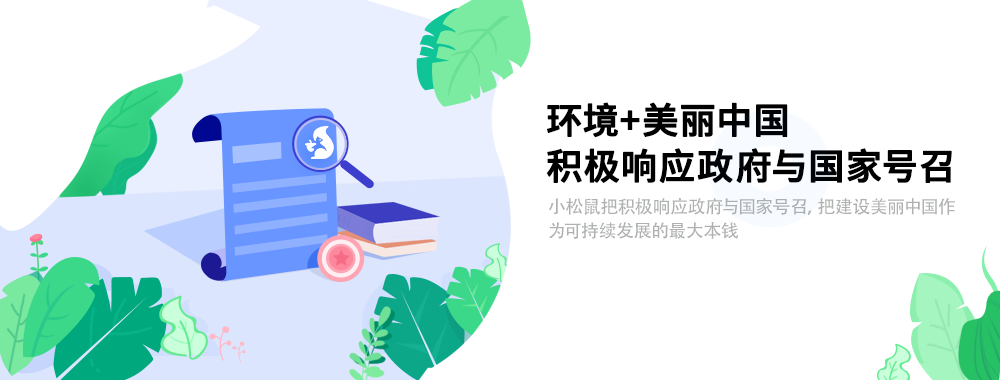 环境+美丽中国
积极响应政府与国家号召
小松鼠把积极响应政府与国家号召, 把建设美丽中国作
为可持续发展的最大本钱